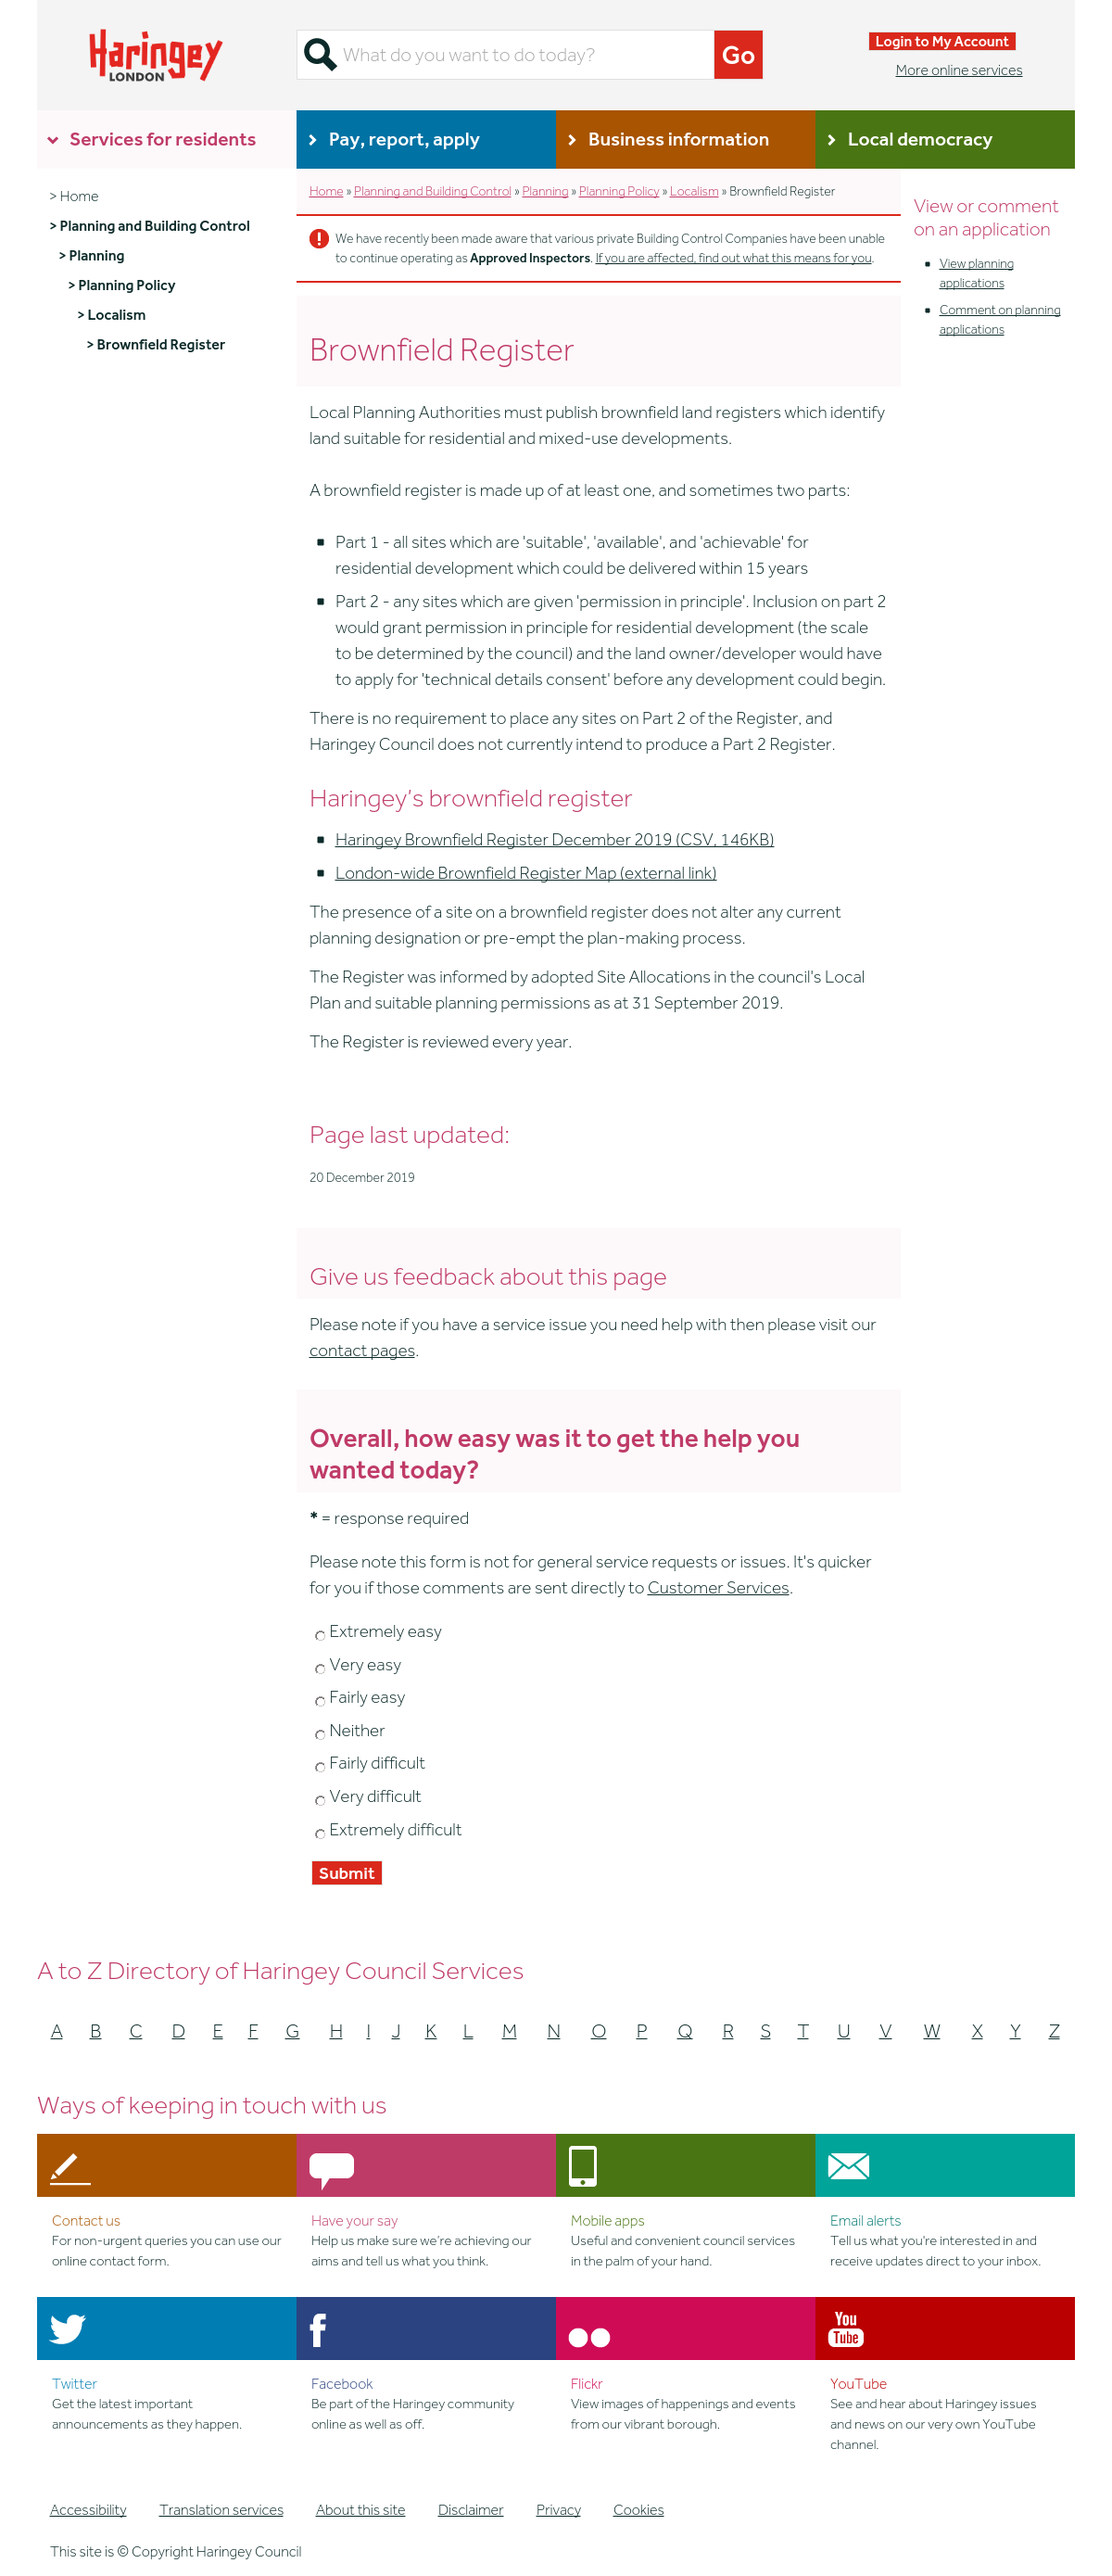 Haringey
LONDON
What do you want to do today?
Go
Login to My Account
More online services
Services for residents
Pay, report, apply
Business information
Local democracy
> Home
> Planning and Building Control
> Planning
> Planning Policy
> Localism
> Brownfield Register
Home » Planning and Building Control » Planning » Planning Policy » Localism » Brownfield Register
We have recently been made aware that various private Building Control Companies have been unable
to continue operating as Approved Inspectors. If you are affected, find out what this means for you.
View or comment
on an application
View planning
applications
Comment on planning
applications
Brownfield Register
Local Planning Authorities must publish brownfield land registers which identify
land suitable for residential and mixed-use developments.
A brownfield register is made up of at least one, and sometimes two parts:
Part 1 - all sites which are 'suitable', 'available', and 'achievable' for
residential development which could be delivered within 15 years
Part 2 - any sites which are given 'permission in principle'. Inclusion on part 2
would grant permission in principle for residential development (the scale
to be determined by the council) and the land owner/developer would have
to apply for 'technical details consent' before any development could begin.
There is no requirement to place any sites on Part 2 of the Register, and
Haringey Council does not currently intend to produce a Part 2 Register.
Haringey's brownfield register
Haringey Brownfield Register December 2019 (CSV, 146KB)
London-wide Brownfield Register Map (external link)
The presence of a site on a brownfield register does not alter any current
planning designation or pre-empt the plan-making process.
The Register was informed by adopted Site Allocations in the council's Local
Plan and suitable planning permissions as at 31 September 2019.
The Register is reviewed every year.
Page last updated:
20 December 2019
Give us feedback about this page
Please note if you have a service issue you need help with then please visit our
contact pages.
Overall, how easy was it to get the help you
wanted today?
* = response required
Please note this form is not for general service requests or issues. It's quicker
for you if those comments are sent directly to Customer Services.
Extremely easy
Very easy
Fairly easy
Neither
Fairly difficult
Very difficult
Extremely difficult
Submit
A to Z Directory of Haringey Council Services
A B C D E F G H I J K L M N O P Q R S T U V W X Y Z
Ways of keeping in touch with us
Contact us
For non-urgent queries you can use our
online contact form.
Have your say
Help us make sure we're achieving our
aims and tell us what you think.
Mobile apps
Useful and convenient council services
in the palm of your hand.
Email alerts
Tell us what you're interested in and
receive updates direct to your inbox.
You
Tube
Twitter
Get the latest important
announcements as they happen.
Facebook
Be part of the Haringey community
online as well as off.
Flickr
View images of happenings and events
from our vibrant borough.
YouTube
See and hear about Haringey issues
and news on our very own YouTube
channel.
Accessibility Translation services About this site Disclaimer Privacy Cookies
This site is © Copyright Haringey Council